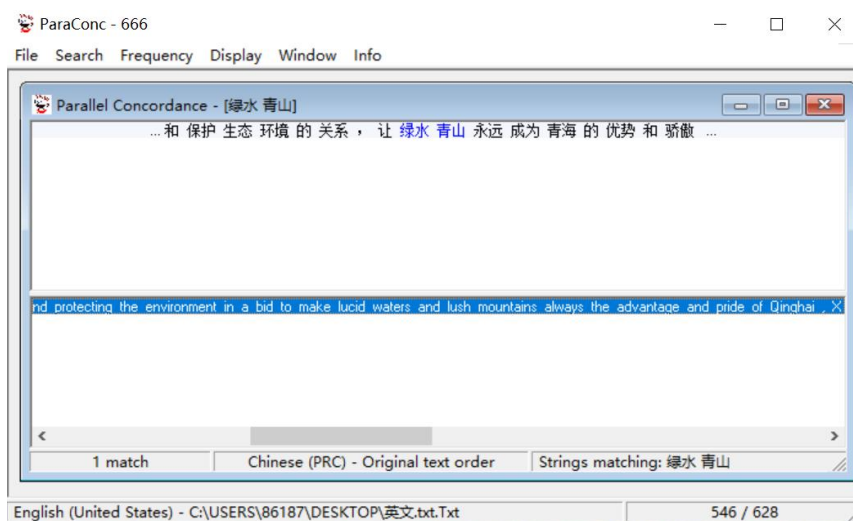 ParaConc - 666
File Search Frequency Display Window Info
Parallel Concordance - [绿水 青山]
... 和 保护 生态 环境 的 关系 ， 让 绿水 青山 永远 成为 青海 的 优势 和 骄傲 ...
nd protecting the environment in a bid to make lucid waters and lush mountains always the advantage and pride of Qinghai , X
1 match Chinese (PRC) - Original text order Strings matching: 绿水 青山
English (United States) - C:\USERS\86187\DESKTOP\英文.txt.Txt 546 / 628